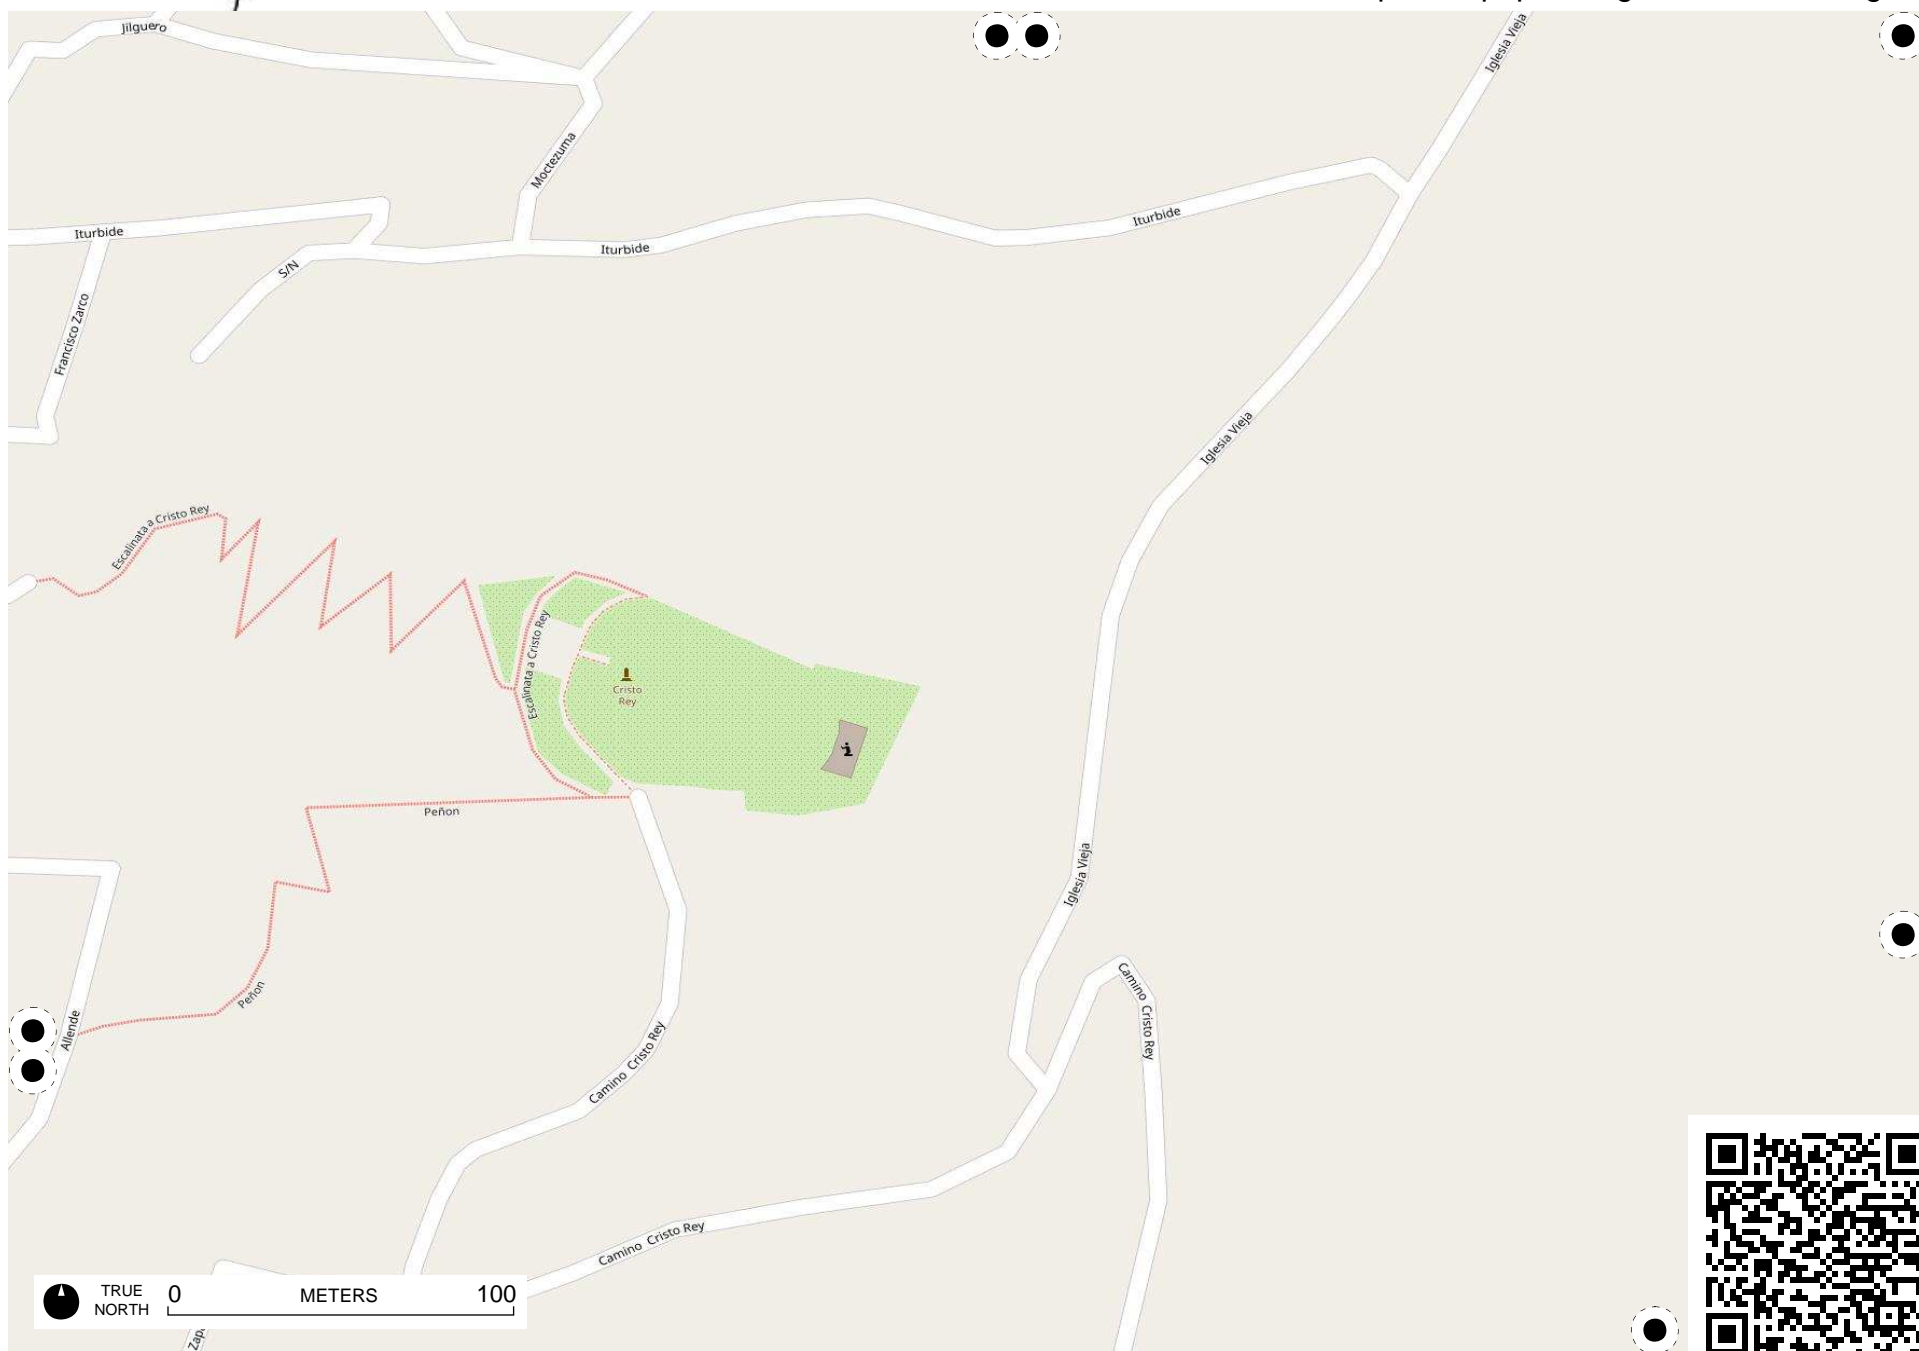 Jilguero
Iglesia Vieja
Moctezuma
Iturbide
Iturbide
Iturbide
S/N
Francisco Zarco
Iglesia Vieja
Escalinata a Cristo Rey
Escalinata a Cristo Rey
Cristo
Rey
Peñon
Iglesia Vieja
Peñon
Allende
Camino Cristo Rey
Camino Cristo Rey
Camino Cristo Rey
TRUE
NORTH
0 METERS 100